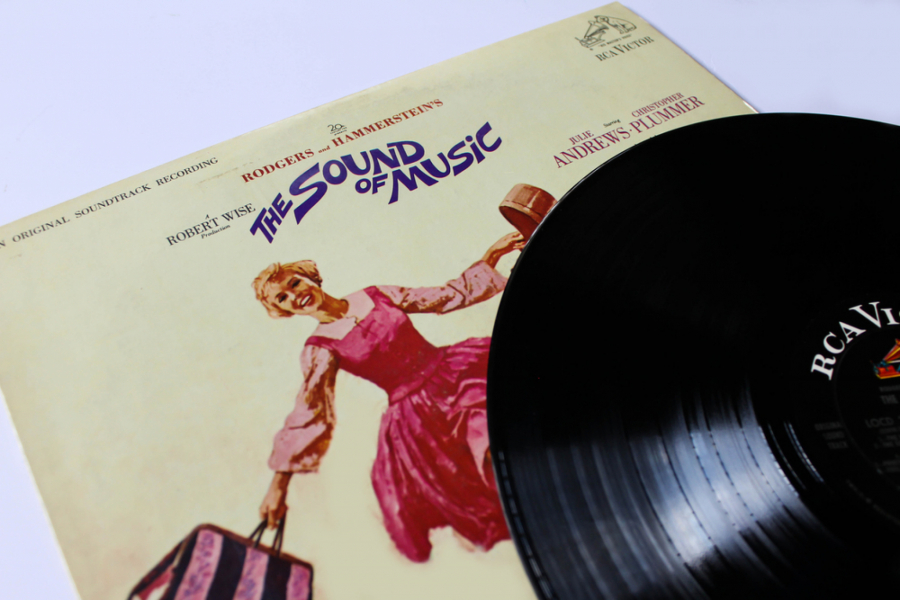 N ORIGINAL SOUNDTRACK RECORDING
20th
RODGERS and HAMMERSTEIN'S
THE SOUND
OF MUSIC
A
ROBERT WISE
Production
starring
JULIE CHRISTOPHER
ANDREWS·PLUMMER
RCA VICTOR
RCA VI
THE